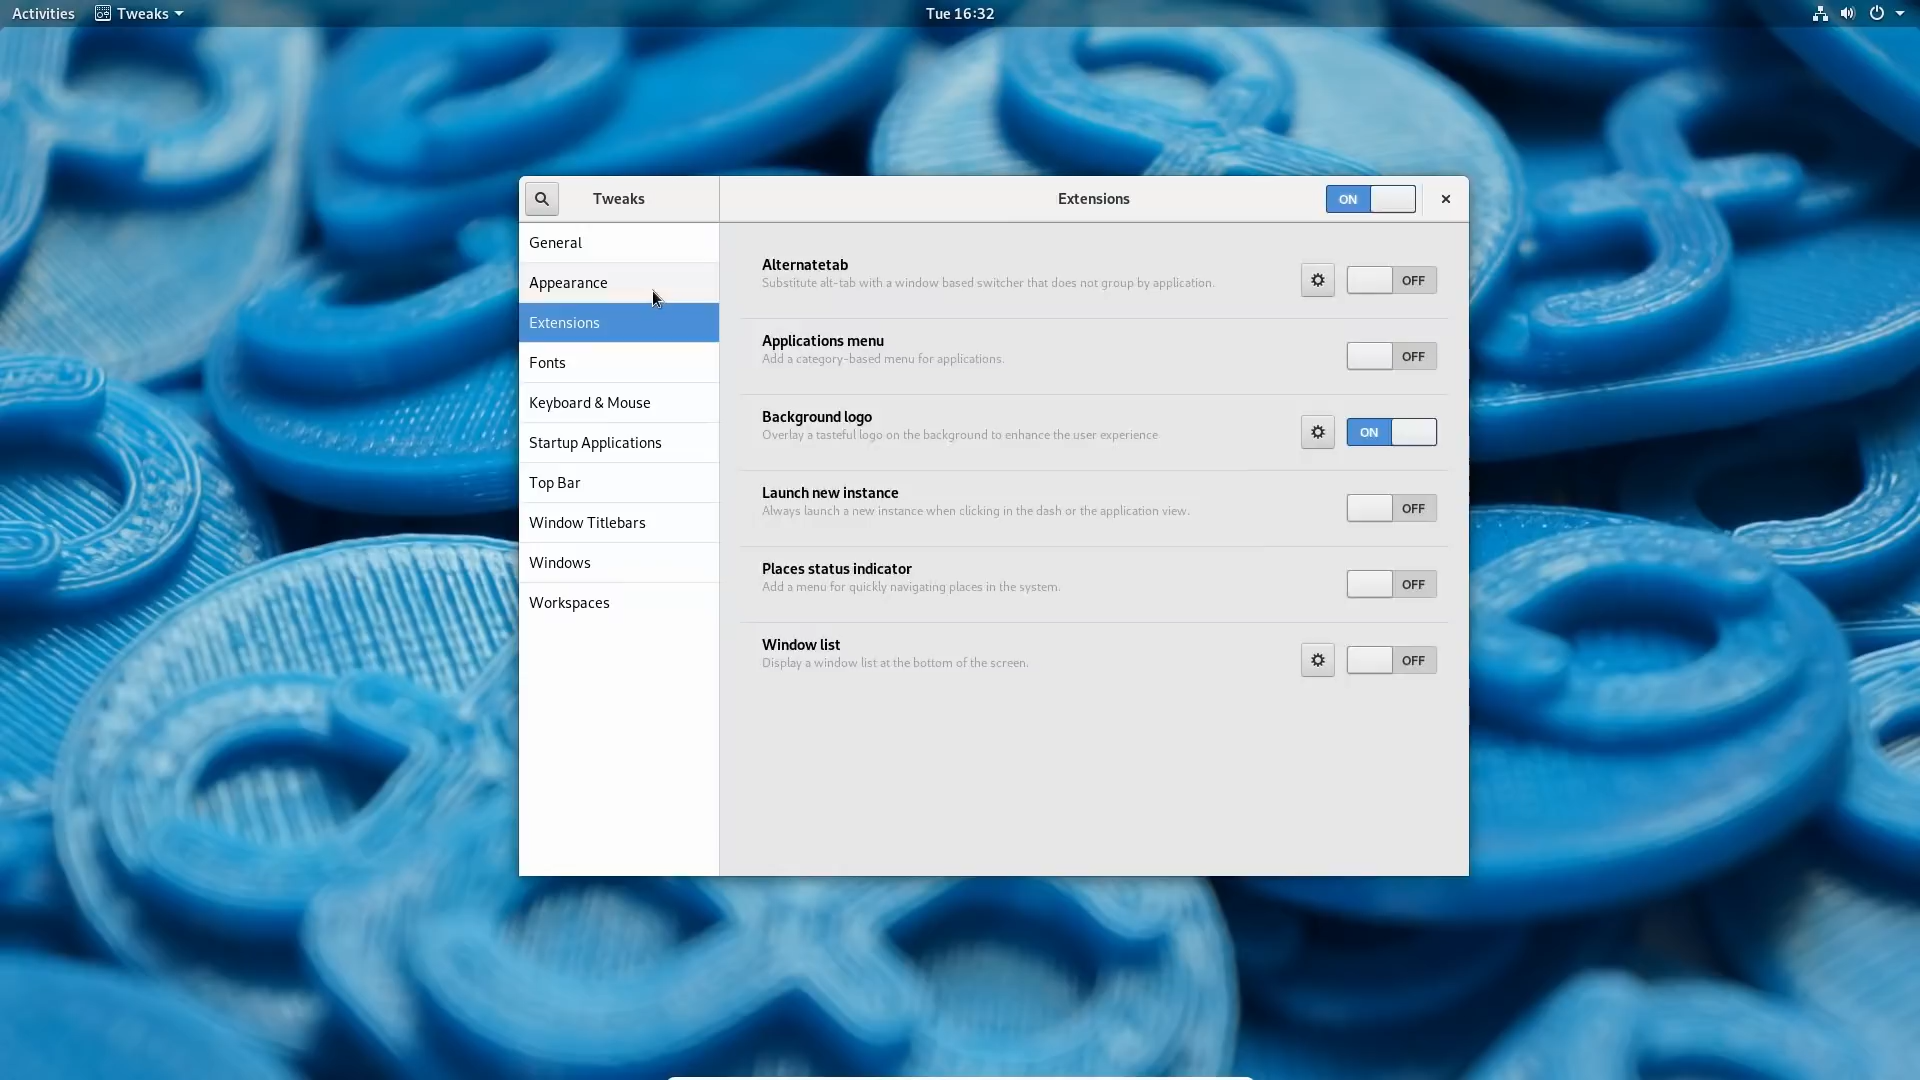 Activities Tweaks Tue 16:32
Tweaks Extensions ON
General
Appearance
Extensions
Fonts
Keyboard & Mouse
Startup Applications
Top Bar
Window Titlebars
Windows
Workspaces
Alternatetab
Substitute alt-tab with a window based switcher that does not group by application.
OFF
Applications menu
Add a category-based menu for applications.
OFF
Background logo
Overlay a tasteful logo on the background to enhance the user experience
ON
Launch new instance
Always launch a new instance when clicking in the dash or the application view.
OFF
Places status indicator
Add a menu for quickly navigating places in the system.
OFF
Window list
Display a window list at the bottom of the screen.
OFF